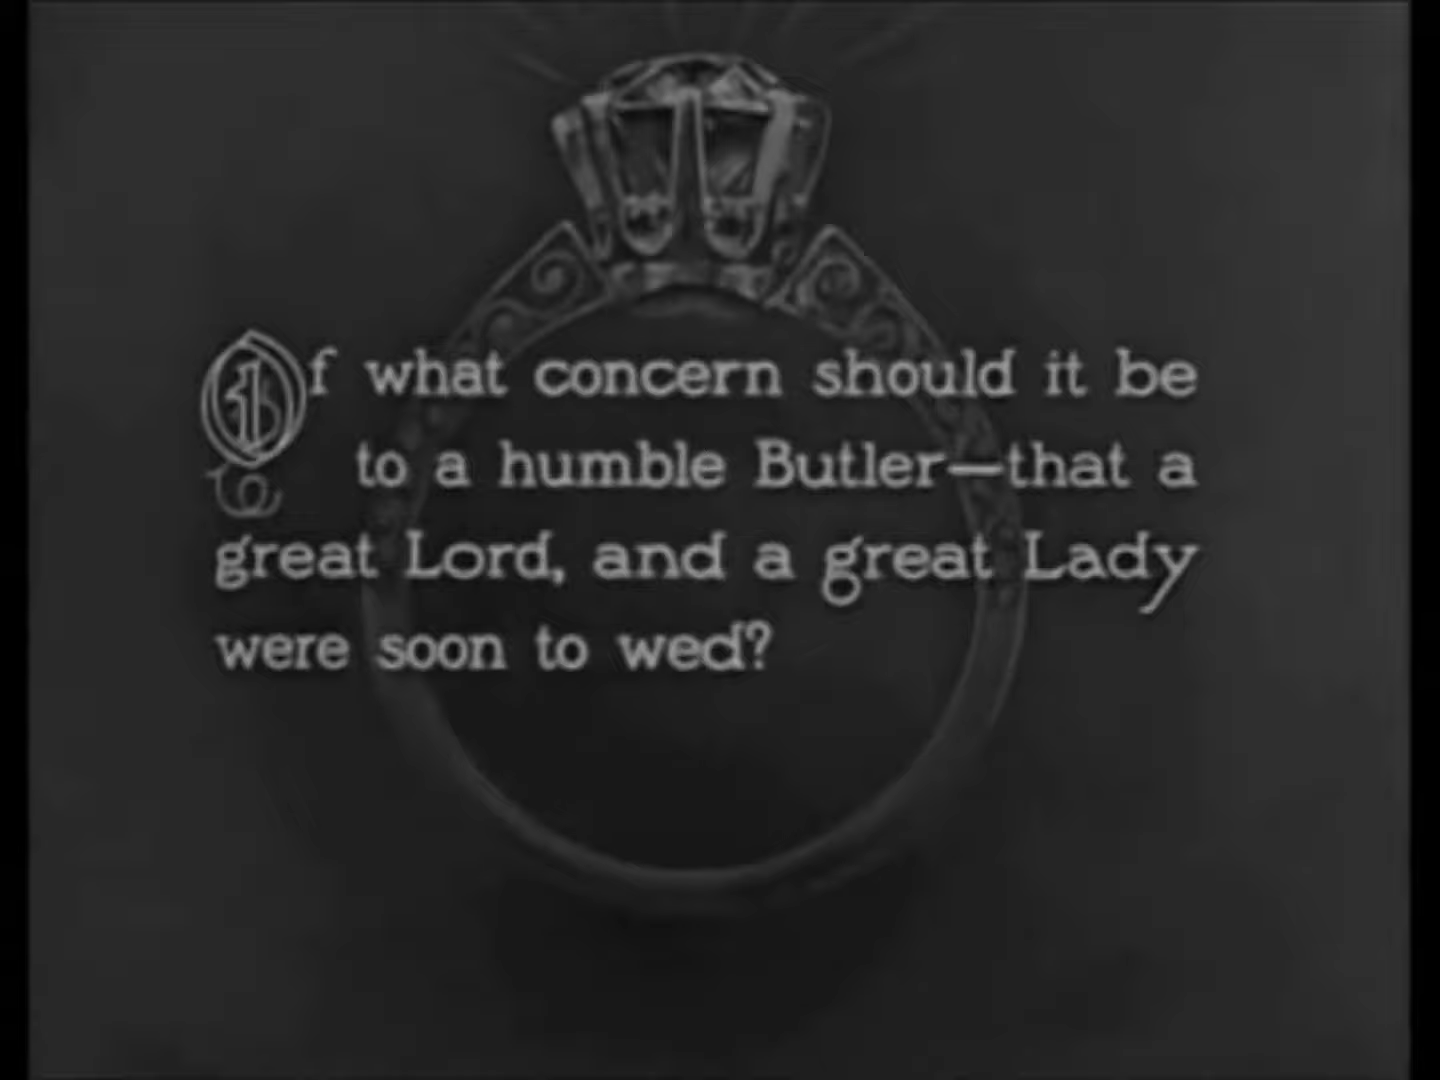 Of what concern should it be
to a humble Butler—that a
great Lord, and a great Lady
were soon to wed?